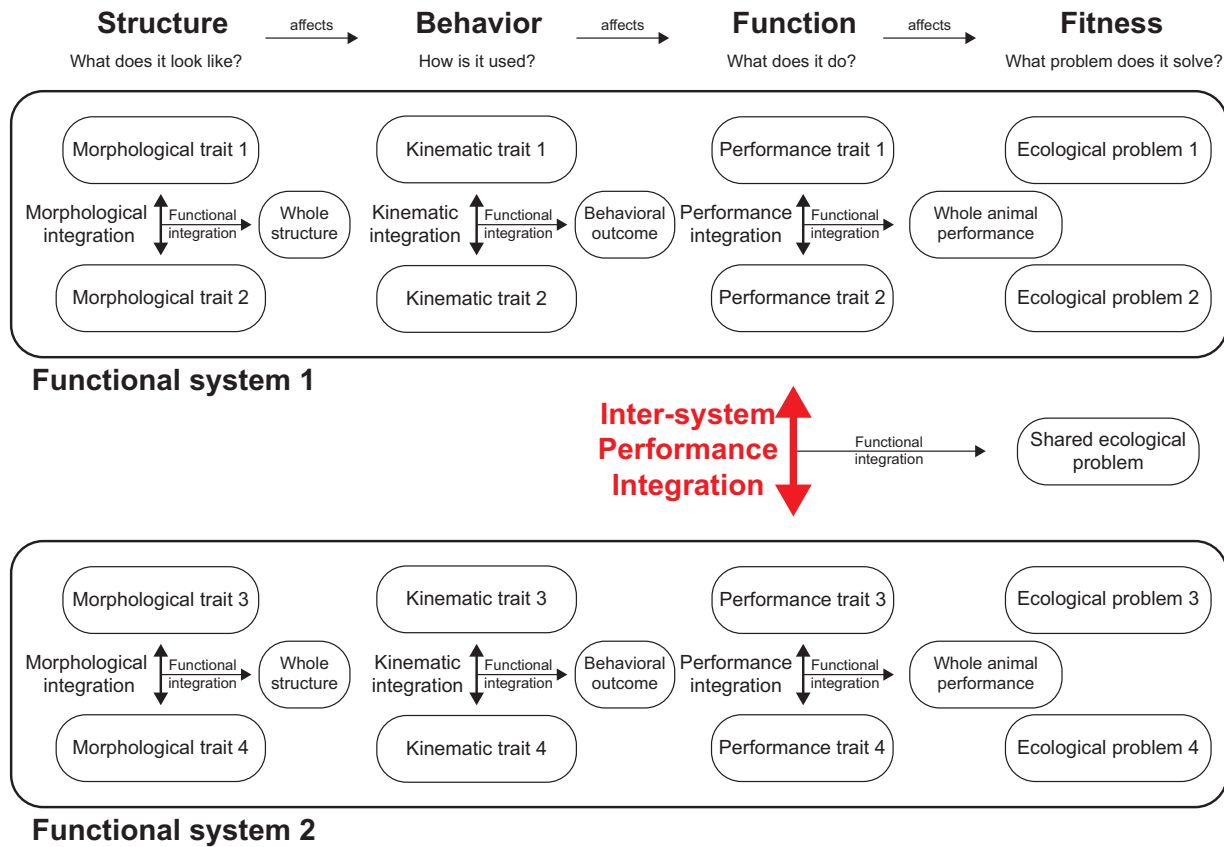 Structure affects Behavior affects Function affects Fitness
What does it look like? How is it used? What does it do? What problem does it solve?
Morphological trait 1 Kinematic trait 1 Performance trait 1 Ecological problem 1
Morphological
integration
Functional
integration
Whole
structure
Kinematic
integration
Functional
integration
Behavioral
outcome
Performance
integration
Functional
integration
Whole animal
performance
Morphological trait 2 Kinematic trait 2 Performance trait 2 Ecological problem 2
Functional system 1
Inter-system
Performance
Integration
Functional
integration
Shared ecological
problem
Morphological trait 3 Kinematic trait 3 Performance trait 3 Ecological problem 3
Morphological
integration
Functional
integration
Whole
structure
Kinematic
integration
Functional
integration
Behavioral
outcome
Performance
integration
Functional
integration
Whole animal
performance
Morphological trait 4 Kinematic trait 4 Performance trait 4 Ecological problem 4
Functional system 2